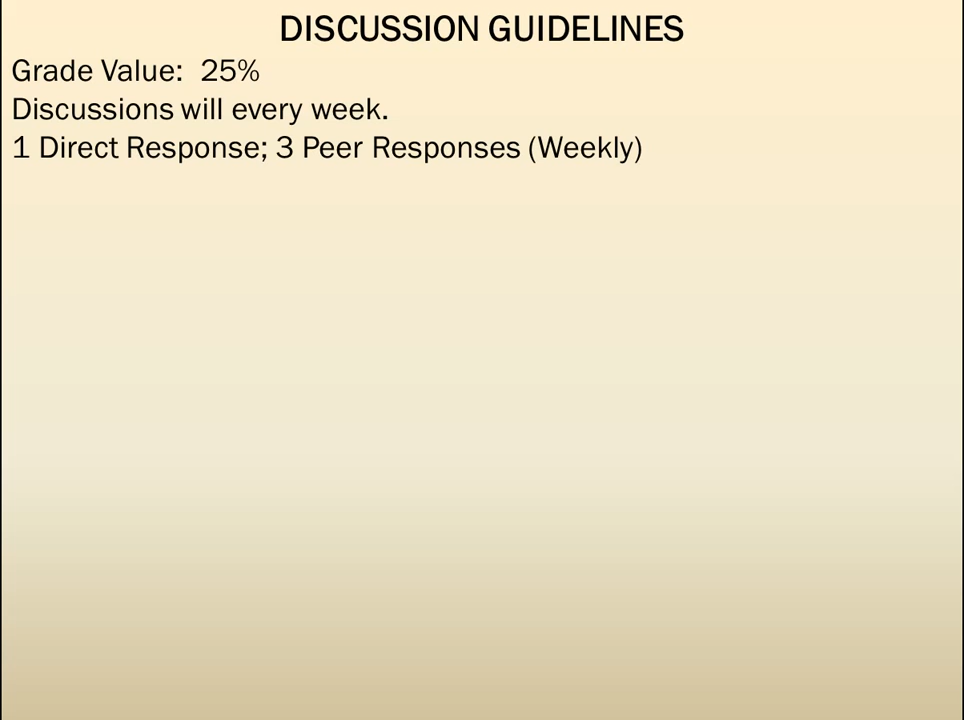 DISCUSSION GUIDELINES
Grade Value:  25%
Discussions will every week.
1 Direct Response; 3 Peer Responses (Weekly)